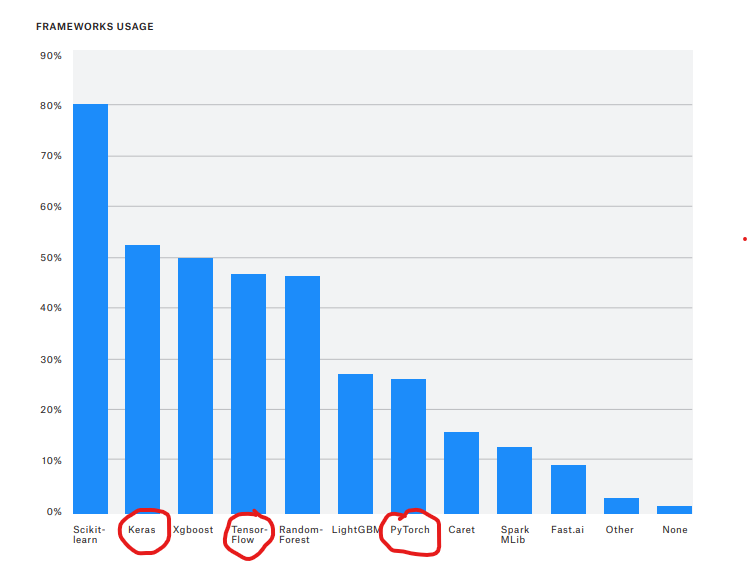 FRAMEWORKS USAGE
90%
80%
70%
60%
50%
40%
30%
20%
10%
0%
Scikit-
learn
Keras
Xgboost
Tensor-
Flow
Random-
Forest
LightGBM
PyTorch
Caret
Spark
MLlib
Fast.ai
Other
None